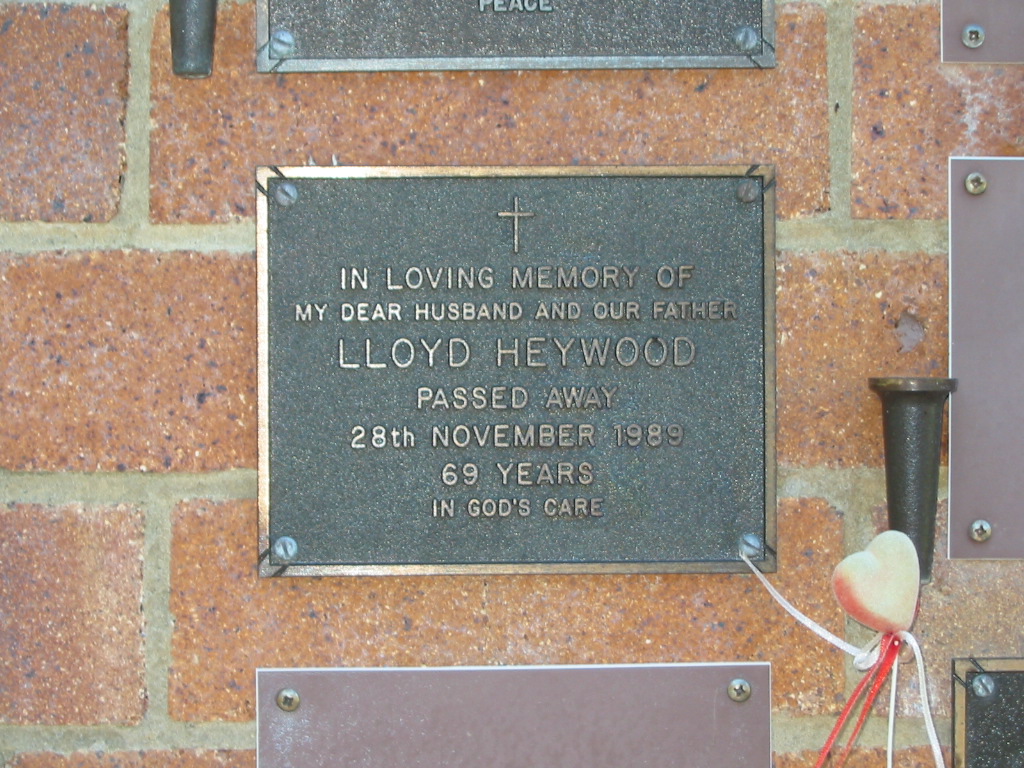 PEACE
IN LOVING MEMORY OF
MY DEAR HUSBAND AND OUR FATHER
LLOYD HEYWOOD
PASSED AWAY
28th NOVEMBER 1989
69 YEARS
IN GOD'S CARE